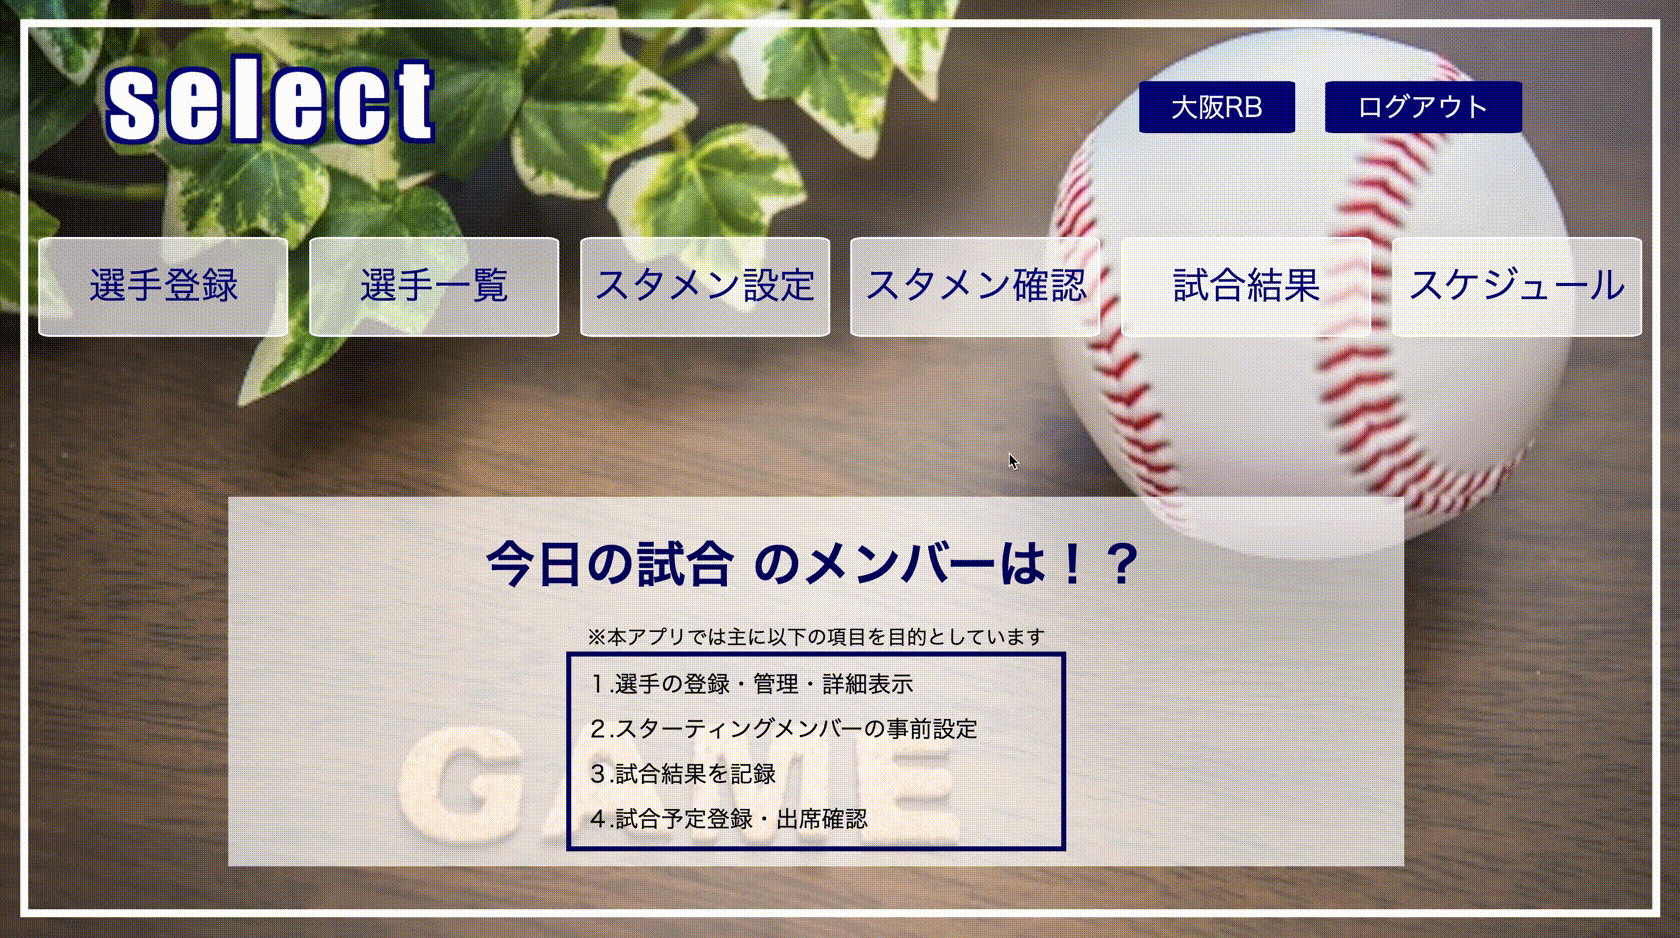 select
大阪RB
ログアウト
選手登録
選手一覧
スタメン設定
スタメン確認
試合結果
スケジュール
今日の試合 のメンバーは！？
※本アプリでは主に以下の項目を目的としています
１.選手の登録・管理・詳細表示
２.スターティングメンバーの事前設定
３.試合結果を記録
４.試合予定登録・出席確認
GAME